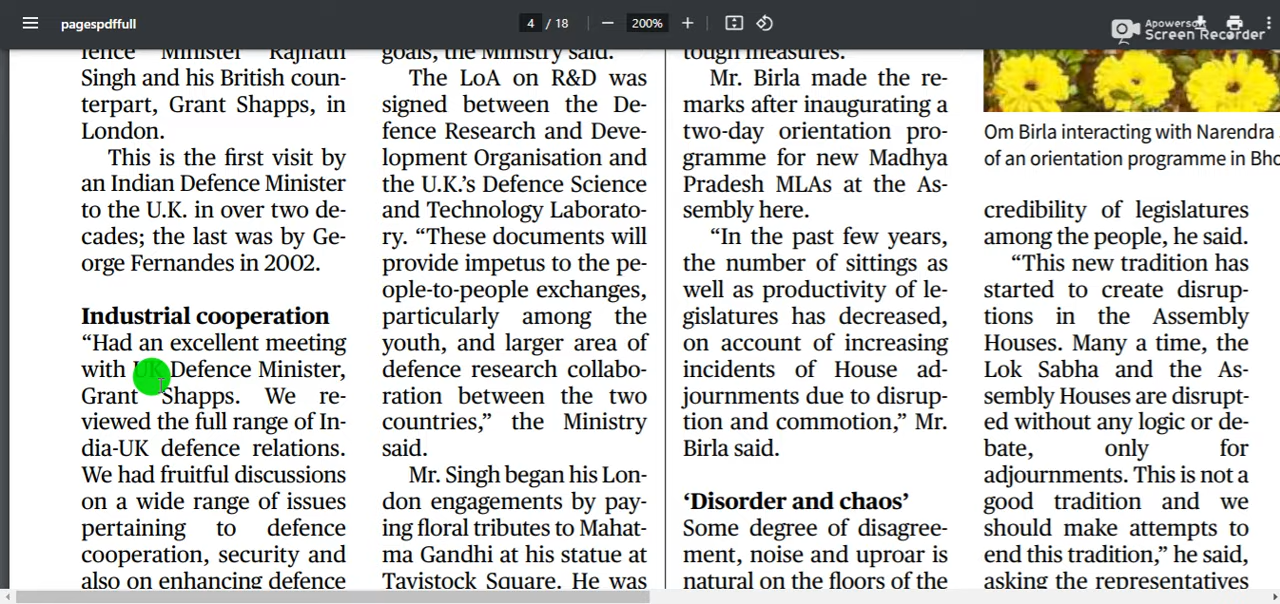 pagespdffull
4 / 18
200%
Apowersoft
Screen Recorder
fence Minister Rajnath
Singh and his British coun-
terpart, Grant Shapps, in
London.
This is the first visit by
an Indian Defence Minister
to the U.K. in over two de-
cades; the last was by Ge-
orge Fernandes in 2002.
Industrial cooperation
“Had an excellent meeting
with UK Defence Minister,
Grant Shapps. We re-
viewed the full range of In-
dia-UK defence relations.
We had fruitful discussions
on a wide range of issues
pertaining to defence
cooperation, security and
also on enhancing defence
goals, the Ministry said.
The LoA on R&D was
signed between the De-
fence Research and Deve-
lopment Organisation and
the U.K.’s Defence Science
and Technology Laborato-
ry. “These documents will
provide impetus to the pe-
ople-to-people exchanges,
particularly among the
youth, and larger area of
defence research collabo-
ration between the two
countries,” the Ministry
said.
Mr. Singh began his Lon-
don engagements by pay-
ing floral tributes to Mahat-
ma Gandhi at his statue at
Tavistock Square. He was
tough measures.
Mr. Birla made the re-
marks after inaugurating a
two-day orientation pro-
gramme for new Madhya
Pradesh MLAs at the As-
sembly here.
“In the past few years,
the number of sittings as
well as productivity of le-
gislatures has decreased,
on account of increasing
incidents of House ad-
journments due to disrup-
tion and commotion,” Mr.
Birla said.
‘Disorder and chaos’
Some degree of disagree-
ment, noise and uproar is
natural on the floors of the
Om Birla interacting with Narendra
of an orientation programme in Bho
credibility of legislatures
among the people, he said.
“This new tradition has
started to create disrup-
tions in the Assembly
Houses. Many a time, the
Lok Sabha and the As-
sembly Houses are disrupt-
ed without any logic or de-
bate, only for
adjournments. This is not a
good tradition and we
should make attempts to
end this tradition,” he said,
asking the representatives